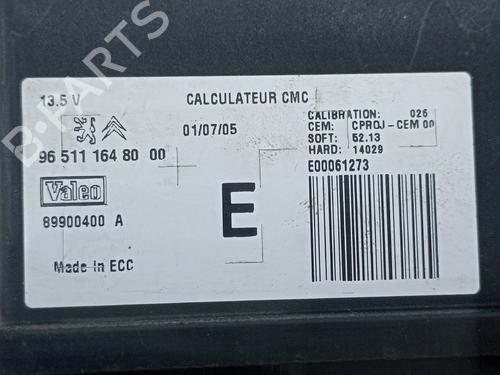 13.5 V
CALCULATEUR CMC
01/07/05
96 511 164 80 00
Valeo
89900400 A
Made In ECC
E
CALIBRATION: 026
CEM: CPROJ-CEM 00
SOFT: 52.13
HARD: 14029
E00061273
B-PARTS